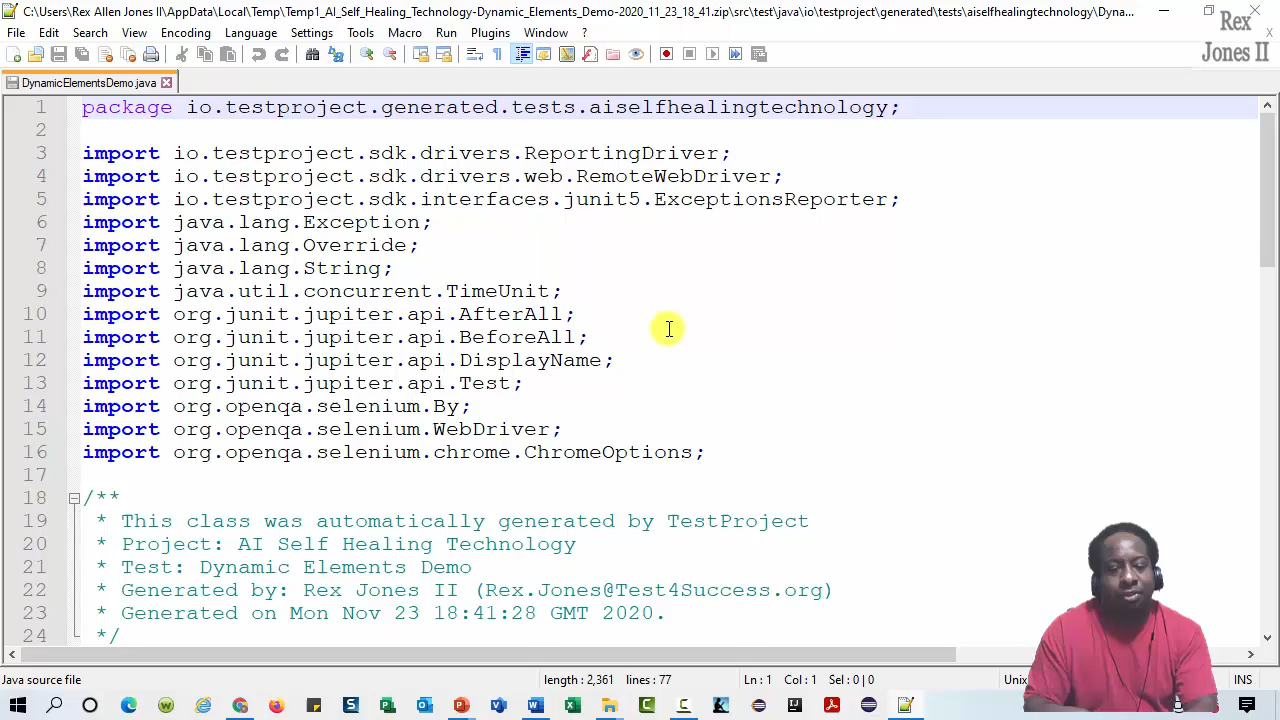 C:\Users\Rex Allen Jones II\AppData\Local\Temp\Temp1_AI_Self_Healing_Technology-Dynamic_Elements_Demo-2020_11_23_18_41.zip\src\test\java\io\testproject\generated\tests\aiselfhealingtechnology\Dyna...
File Edit Search View Encoding Language Settings Tools Macro Run Plugins Window ?
Rex
Jones II
DynamicElementsDemo.java
1 package io.testproject.generated.tests.aiselfhealingtechnology;
2
3 import io.testproject.sdk.drivers.ReportingDriver;
4 import io.testproject.sdk.drivers.web.RemoteWebDriver;
5 import io.testproject.sdk.interfaces.junit5.ExceptionsReporter;
6 import java.lang.Exception;
7 import java.lang.Override;
8 import java.lang.String;
9 import java.util.concurrent.TimeUnit;
10 import org.junit.jupiter.api.AfterAll;
11 import org.junit.jupiter.api.BeforeAll;
12 import org.junit.jupiter.api.DisplayName;
13 import org.junit.jupiter.api.Test;
14 import org.openqa.selenium.By;
15 import org.openqa.selenium.WebDriver;
16 import org.openqa.selenium.chrome.ChromeOptions;
17
18 /**
19 * This class was automatically generated by TestProject
20 * Project: AI Self Healing Technology
21 * Test: Dynamic Elements Demo
22 * Generated by: Rex Jones II (Rex.Jones@Test4Success.org)
23 * Generated on Mon Nov 23 18:41:28 GMT 2020.
24 */
Java source file length : 2,361 lines : 77 Ln : 1 Col : 1 Sel : 0 | 0 Unix INS